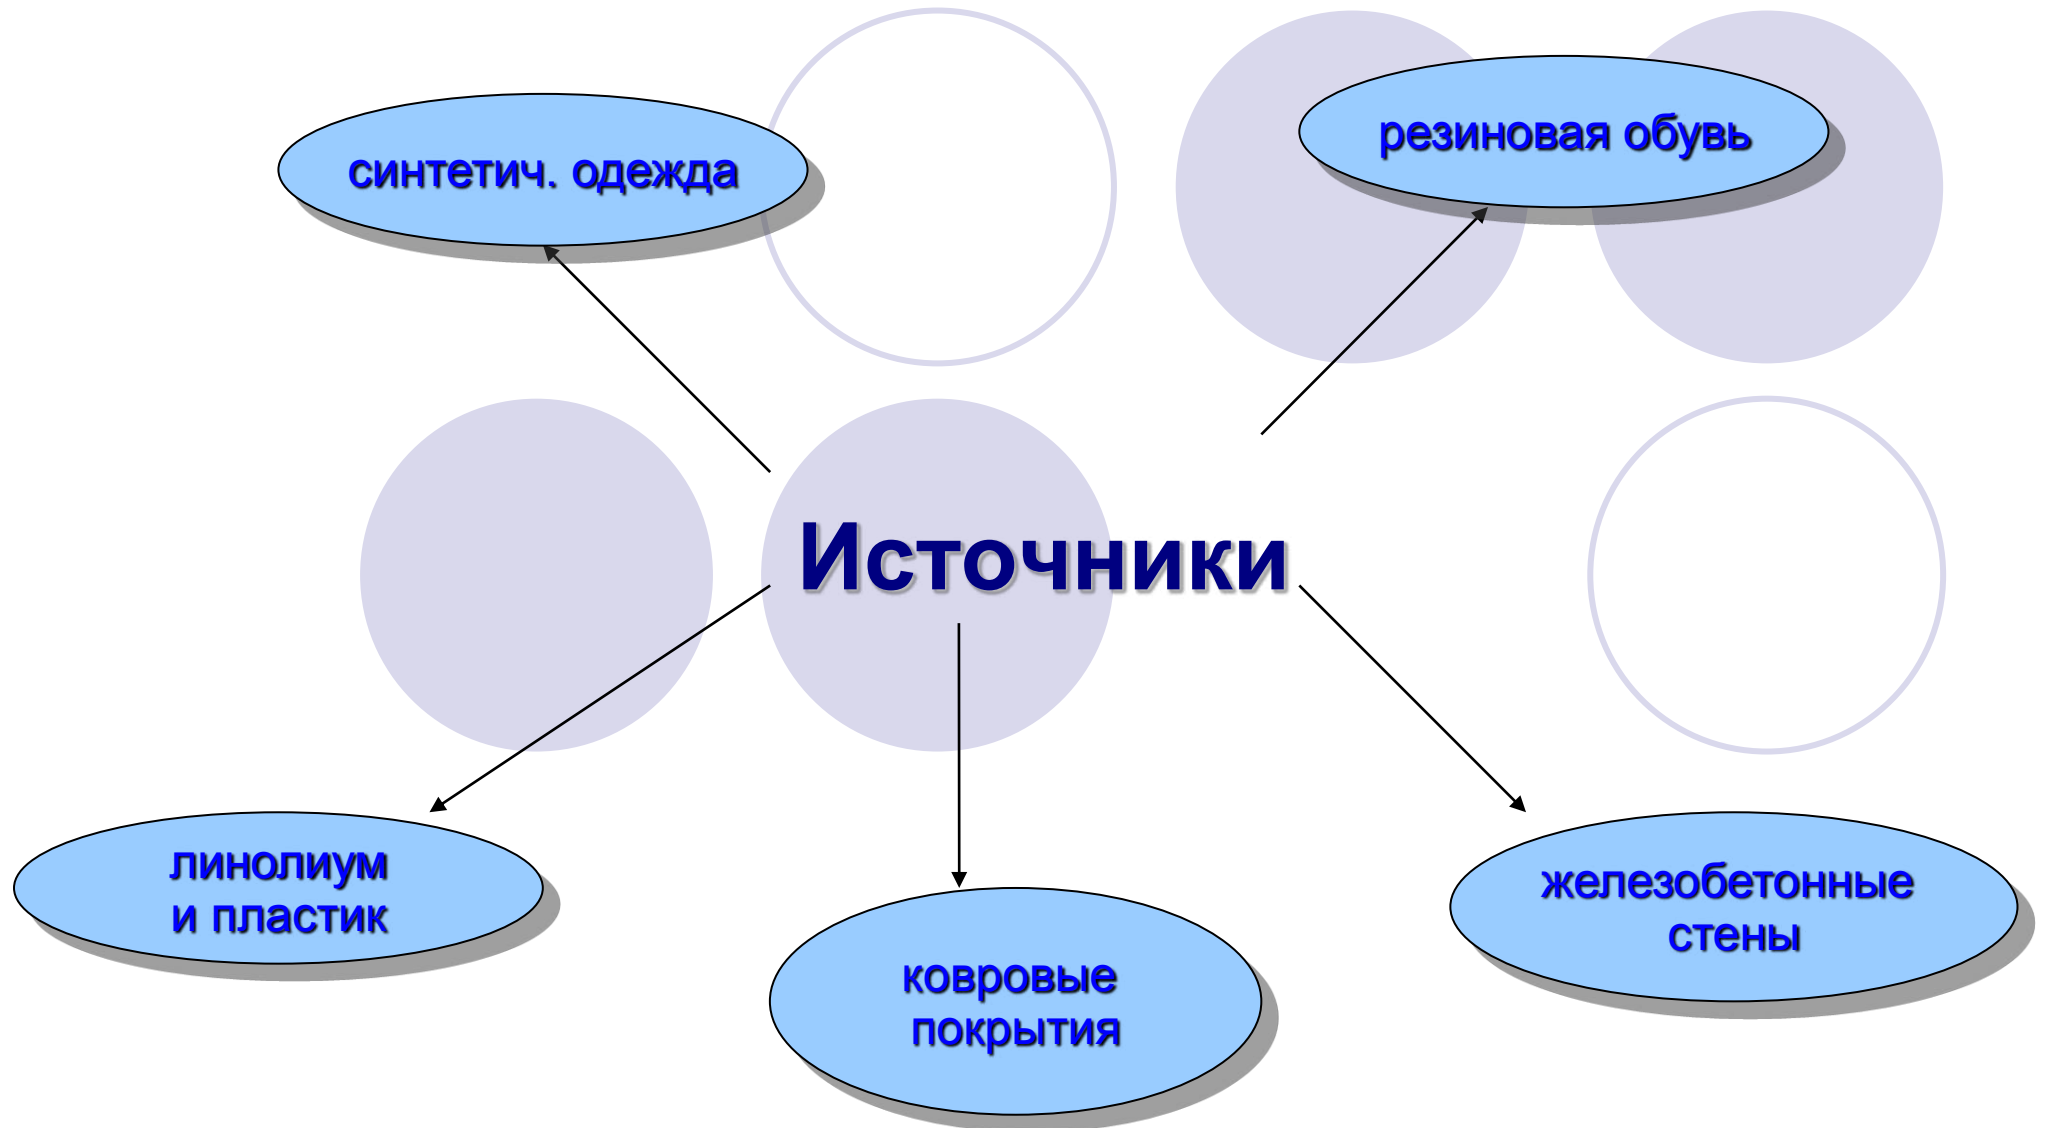 синтетич. одежда
резиновая обувь
Источники
линолиум
и пластик
ковровые
покрытия
железобетонные
стены